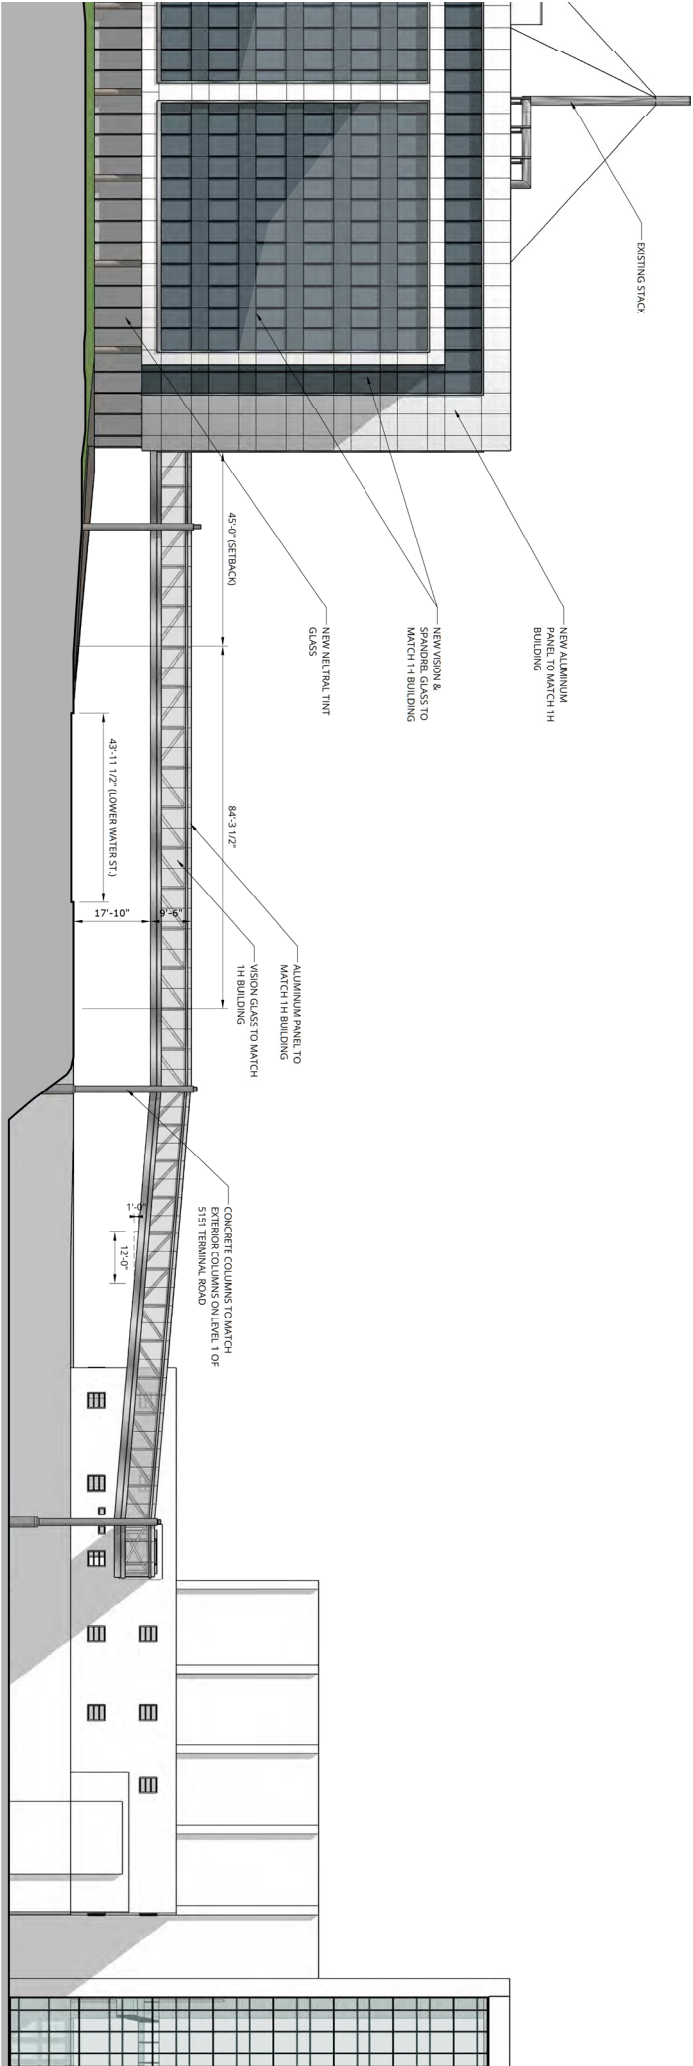 EXISTING STACK
NEW ALUMINUM
PANEL TO MATCH 1H
BUILDING
NEW VISION &
SPANDREL GLASS TO
MATCH 1H BUILDING
NEW NEUTRAL TINT
GLASS
45'-0" (SETBACK)
84'-3 1/2"
43'-11 1/2" (LOWER WATER ST.)
17'-10"
9'-6"
ALUMINUM PANEL TO
MATCH 1H BUILDING
VISION GLASS TO MATCH
1H BUILDING
CONCRETE COLUMNS TO MATCH
EXTERIOR COLUMNS ON LEVEL 1 OF
5151 TERMINAL ROAD
1'-0"
12'-0"